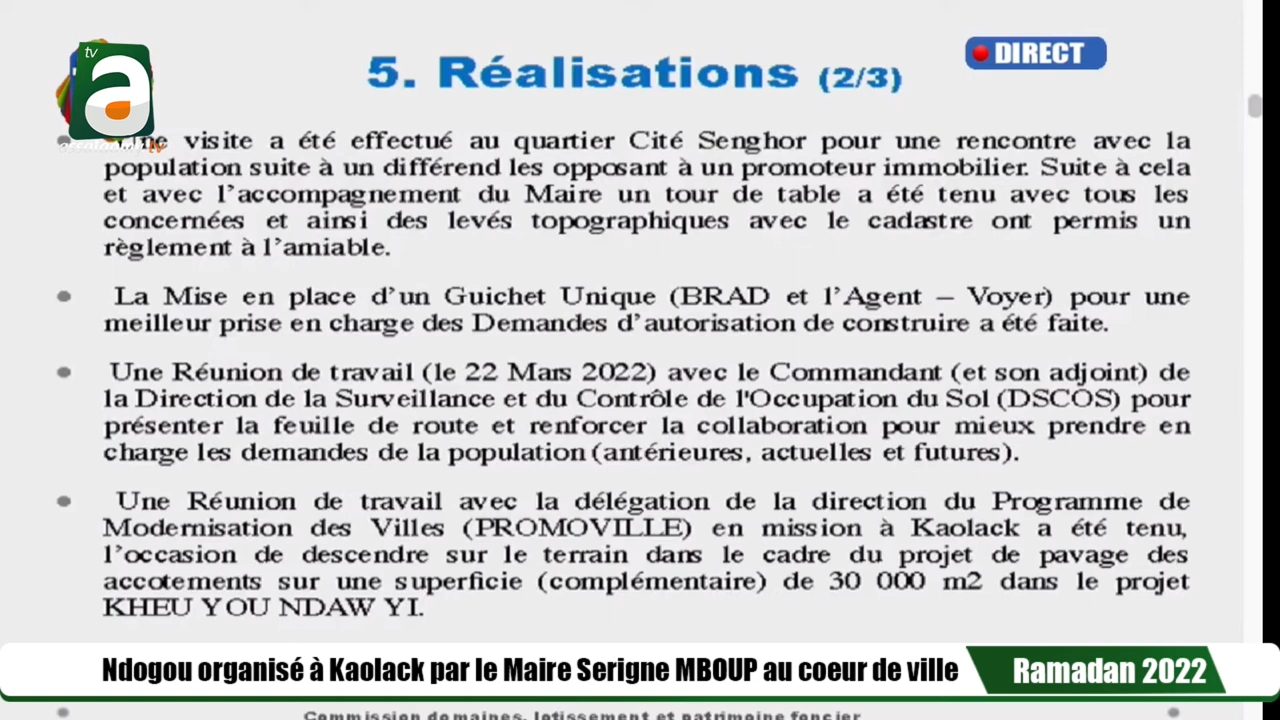 tv
a
DIRECT
5. Réalisations (2/3)
visite a été effectué au quartier Cité Senghor pour une rencontre avec la
population suite à un différend les opposant à un promoteur immobilier. Suite à cela
et avec l’accompagnement du Maire un tour de table a été tenu avec tous les
concernées et ainsi des levés topographiques avec le cadastre ont permis un
règlement à l’amiable.
La Mise en place d’un Guichet Unique (BRAD et l’Agent – Voyer) pour une
meilleur prise en charge des Demandes d’autorisation de construire a été faite.
Une Réunion de travail (le 22 Mars 2022) avec le Commandant (et son adjoint) de
la Direction de la Surveillance et du Contrôle de l'Occupation du Sol (DSCOS) pour
présenter la feuille de route et renforcer la collaboration pour mieux prendre en
charge les demandes de la population (antérieures, actuelles et futures).
Une Réunion de travail avec la délégation de la direction du Programme de
Modernisation des Villes (PROMOVILLE) en mission à Kaolack a été tenu,
l’occasion de descendre sur le terrain dans le cadre du projet de pavage des
accotements sur une superficie (complémentaire) de 30 000 m2 dans le projet
KHEU YOU NDAW YI.
Ndogou organisé à Kaolack par le Maire Serigne MBOUP au coeur de ville
Ramadan 2022
Commission domaines, lotissement et patrimoine foncier